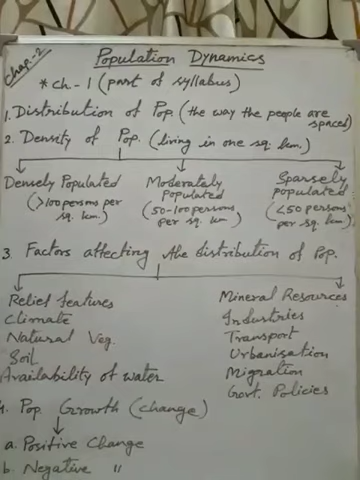 Chap.-2
Population Dynamics
* Ch.-1 (part of syllabus)
1. Distribution of Pop. (the way the people are spaced)
2. Density of Pop. (living in one sq. km.)
Densely Populated
(>100 persons per
sq. km.)
Moderately
Populated
(50-100 persons
per sq. km)
Sparsely
populated
(<50 persons
per sq. km.)
3. Factors affecting the distribution of Pop.
Relief features
Climate
Natural Veg.
Soil
Availability of water
Mineral Resources
Industries
Transport
Urbanisation
Migration
Govt. Policies
4. Pop. Growth (change)
a. Positive Change
b. Negative "